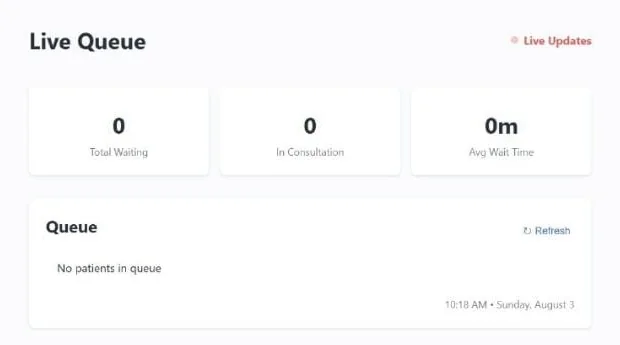 Live Queue
Live Updates
0
Total Waiting
0
In Consultation
0m
Avg Wait Time
Queue
↻ Refresh
No patients in queue
10:18 AM • Sunday, August 3